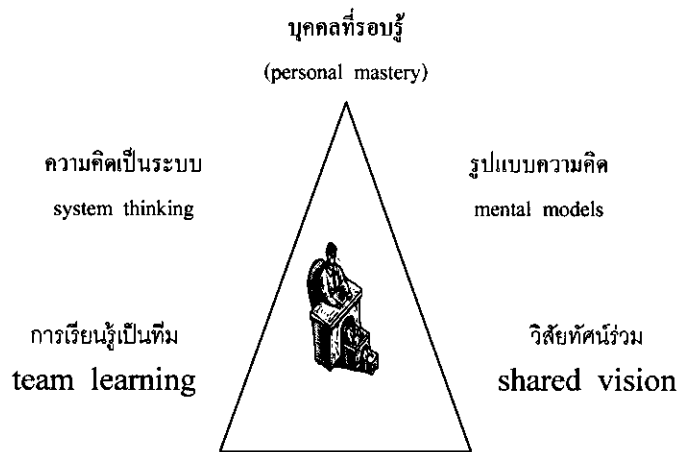 บุคคลที่รอบรู้
(personal mastery)
ความคิดเป็นระบบ
system thinking
รูปแบบความคิด
mental models
การเรียนรู้เป็นทีม
team learning
วิสัยทัศน์ร่วม
shared vision